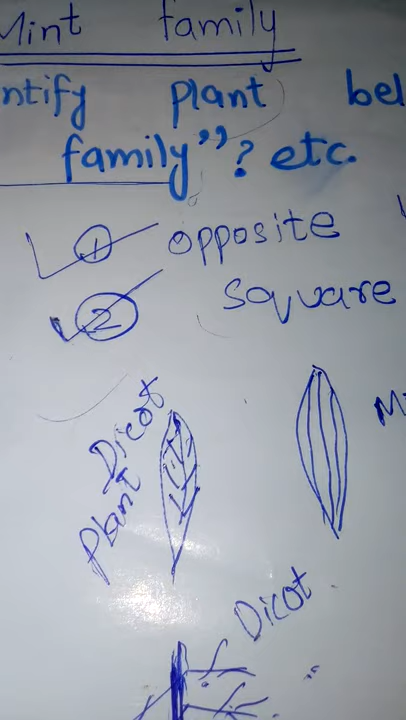 Mint family
ntify plant bel
family"? etc.
① opposite
② square
Dicot
Plant
M
Dicot